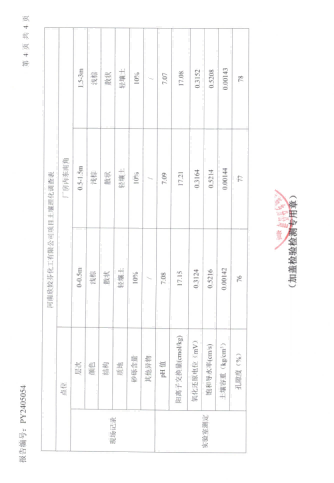 报告编号：PY2405054
第 4 页 共 4 页
河南欣胶芬化工有限公司项目土壤理化调查表
点位 厂区内东南角
现场记录 层次 0-0.5m 0.5-1.5m 1.5-3m
颜色 浅棕 浅棕 浅棕
结构 散状 散状 散状
质地 轻壤土 轻壤土 轻壤土
砂砾含量 10% 10% 10%
其他异物 / / /
实验室测定 pH 值 7.08 7.09 7.07
阳离子交换量(cmol/kg) 17.15 17.21 17.08
氧化还原电位（mV） 0.3124 0.3164 0.3152
饱和导水率(cm/s) 0.5216 0.5214 0.5208
土壤容重（kg/cm³） 0.00142 0.00144 0.00143
孔隙度（%） 76 77 78
（加盖检验检测专用章）